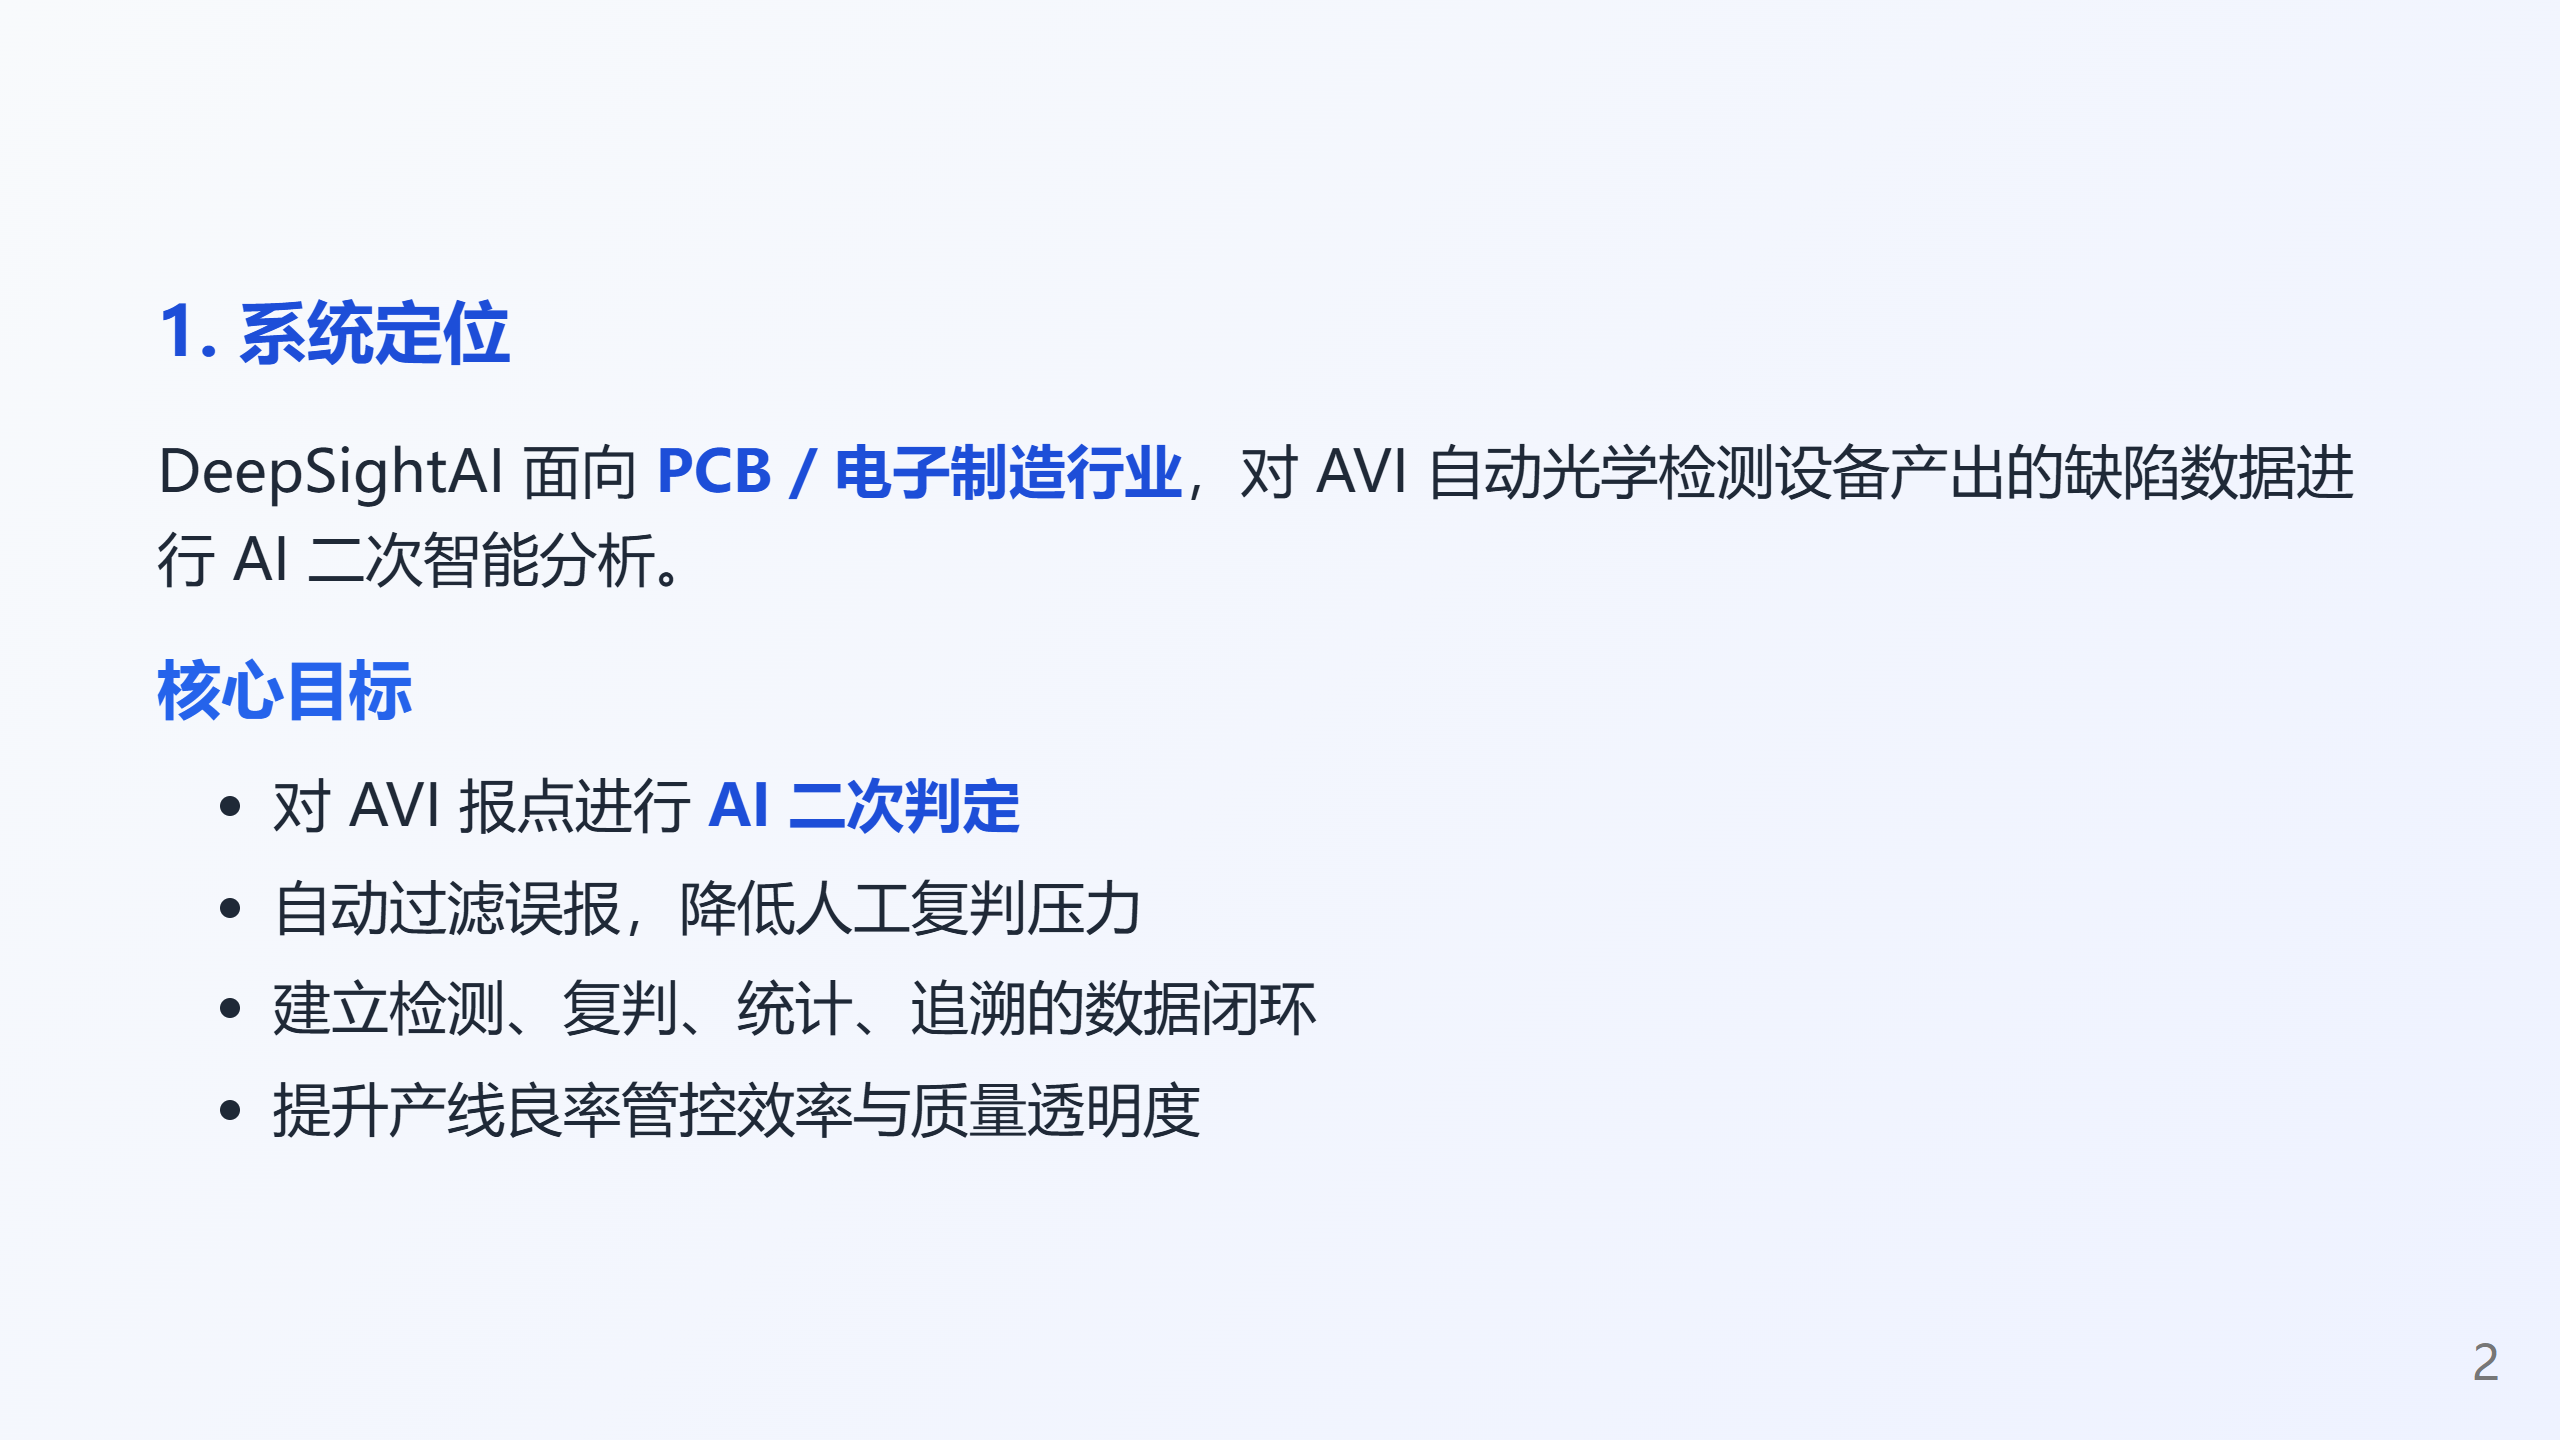 1. 系统定位
DeepSightAI 面向 PCB / 电子制造行业，对 AVI 自动光学检测设备产出的缺陷数据进
行 AI 二次智能分析。
核心目标
• 对 AVI 报点进行 AI 二次判定
• 自动过滤误报，降低人工复判压力
• 建立检测、复判、统计、追溯的数据闭环
• 提升产线良率管控效率与质量透明度
2